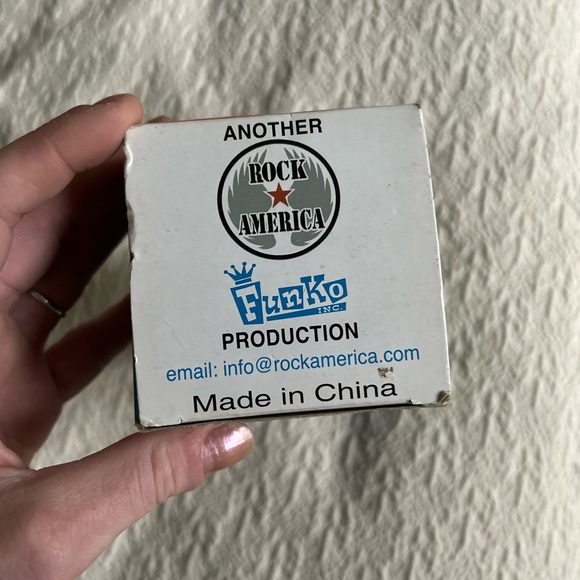 ANOTHER
ROCK
AMERICA
FunKo
INC.
PRODUCTION
email: info@rockamerica.com
Made in China